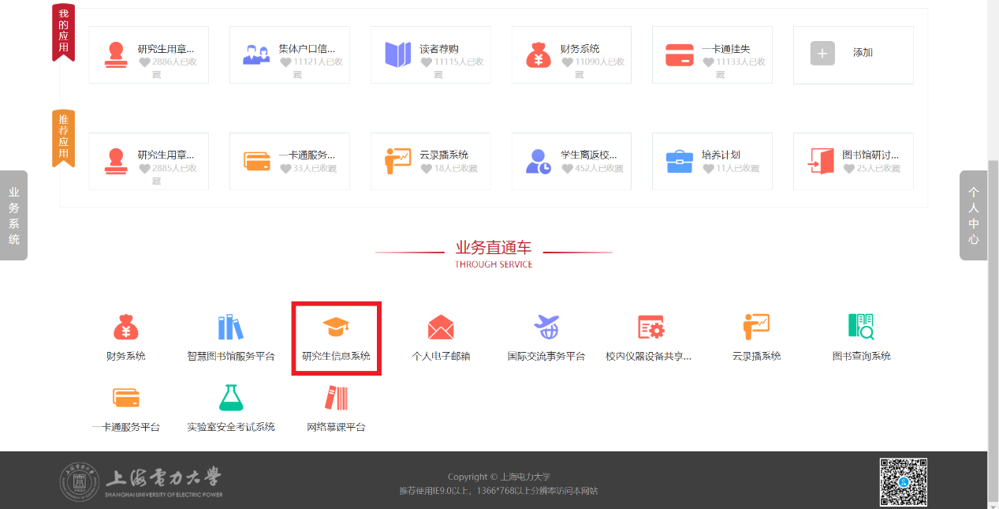 我的应用
研究生用章...
2886人已收藏
集体户口信...
11121人已收藏
读者荐购
11115人已收藏
财务系统
11090人已收藏
一卡通挂失
11133人已收藏
添加
推荐应用
研究生用章...
2885人已收藏
一卡通服务...
33人已收藏
云录播系统
18人已收藏
学生离返校...
452人已收藏
培养计划
11人已收藏
图书馆研讨...
25人已收藏
业务系统
个人中心
业务直通车
THROUGH SERVICE
财务系统
智慧图书馆服务平台
研究生信息系统
个人电子邮箱
国际交流事务平台
校内仪器设备共享...
云录播系统
图书查询系统
一卡通服务平台
实验室安全考试系统
网络慕课平台
上海電力大學
SHANGHAI UNIVERSITY OF ELECTRIC POWER
Copyright © 上海电力大学
推荐使用IE9.0以上，1366*768以上分辨率访问本网站